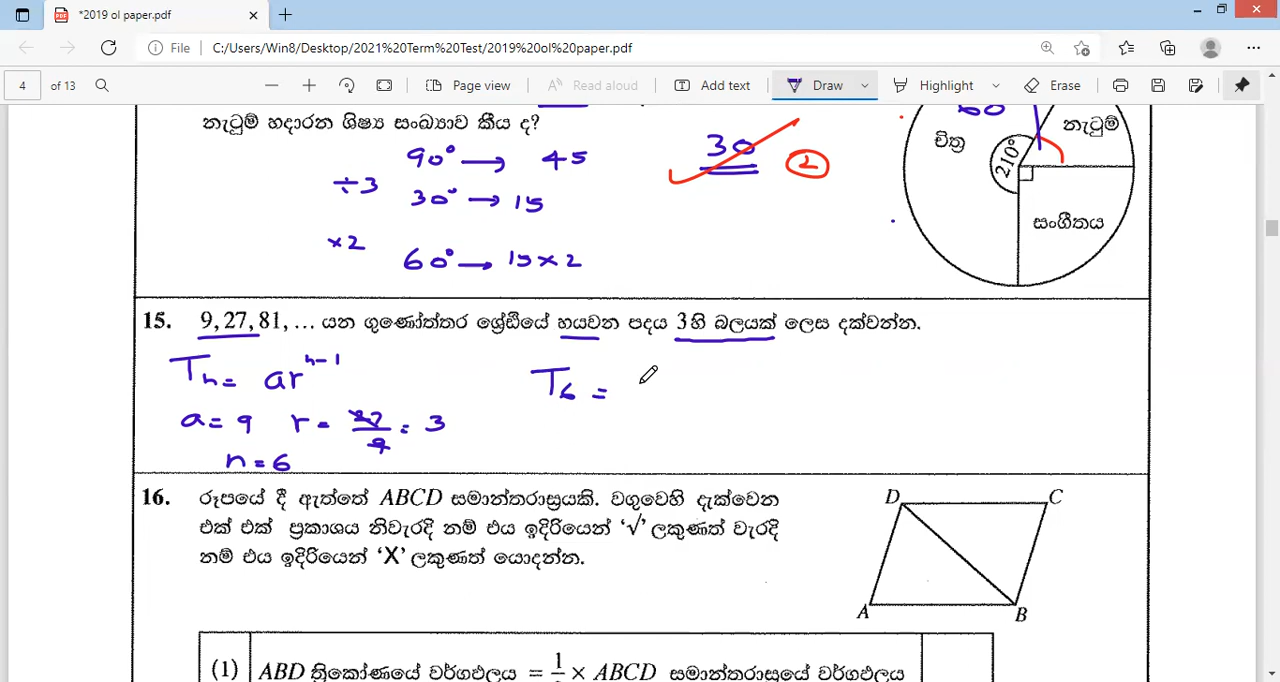 *2019 ol paper.pdf
File C:/Users/Win8/Desktop/2021%20Term%20Test/2019%20ol%20paper.pdf
4 of 13 Page view Read aloud Add text Draw Highlight Erase
නැටුම් හදාරන ශිෂ්‍ය සංඛ්‍යාව කීය ද?
60
චිත්‍ර
නැටුම්
210°
සංගීතය
90° → 45
÷3
30° → 15
×2
60° → 15×2
30
2
15. 9, 27, 81, ... යන ගුණෝත්තර ශ්‍රේඪියේ හයවන පදය 3හි බලයක් ලෙස දක්වන්න.
Tn = ar^n-1
T6 =
a = 9 r = 27/9 = 3
n = 6
16. රූපයේ දී ඇත්තේ ABCD සමාන්තරාස්‍රයකි. වගුවෙහි දැක්වෙන
එක් එක් ප්‍රකාශය නිවැරදි නම් එය ඉදිරියෙන් ‘√’ ලකුණත් වැරදි
නම් එය ඉදිරියෙන් ‘X’ ලකුණත් යොදන්න.
D C
A B
(1) ABD ත්‍රිකෝණයේ වර්ගඵලය = 1 × ABCD සමාන්තරාස්‍රයේ වර්ගඵලය